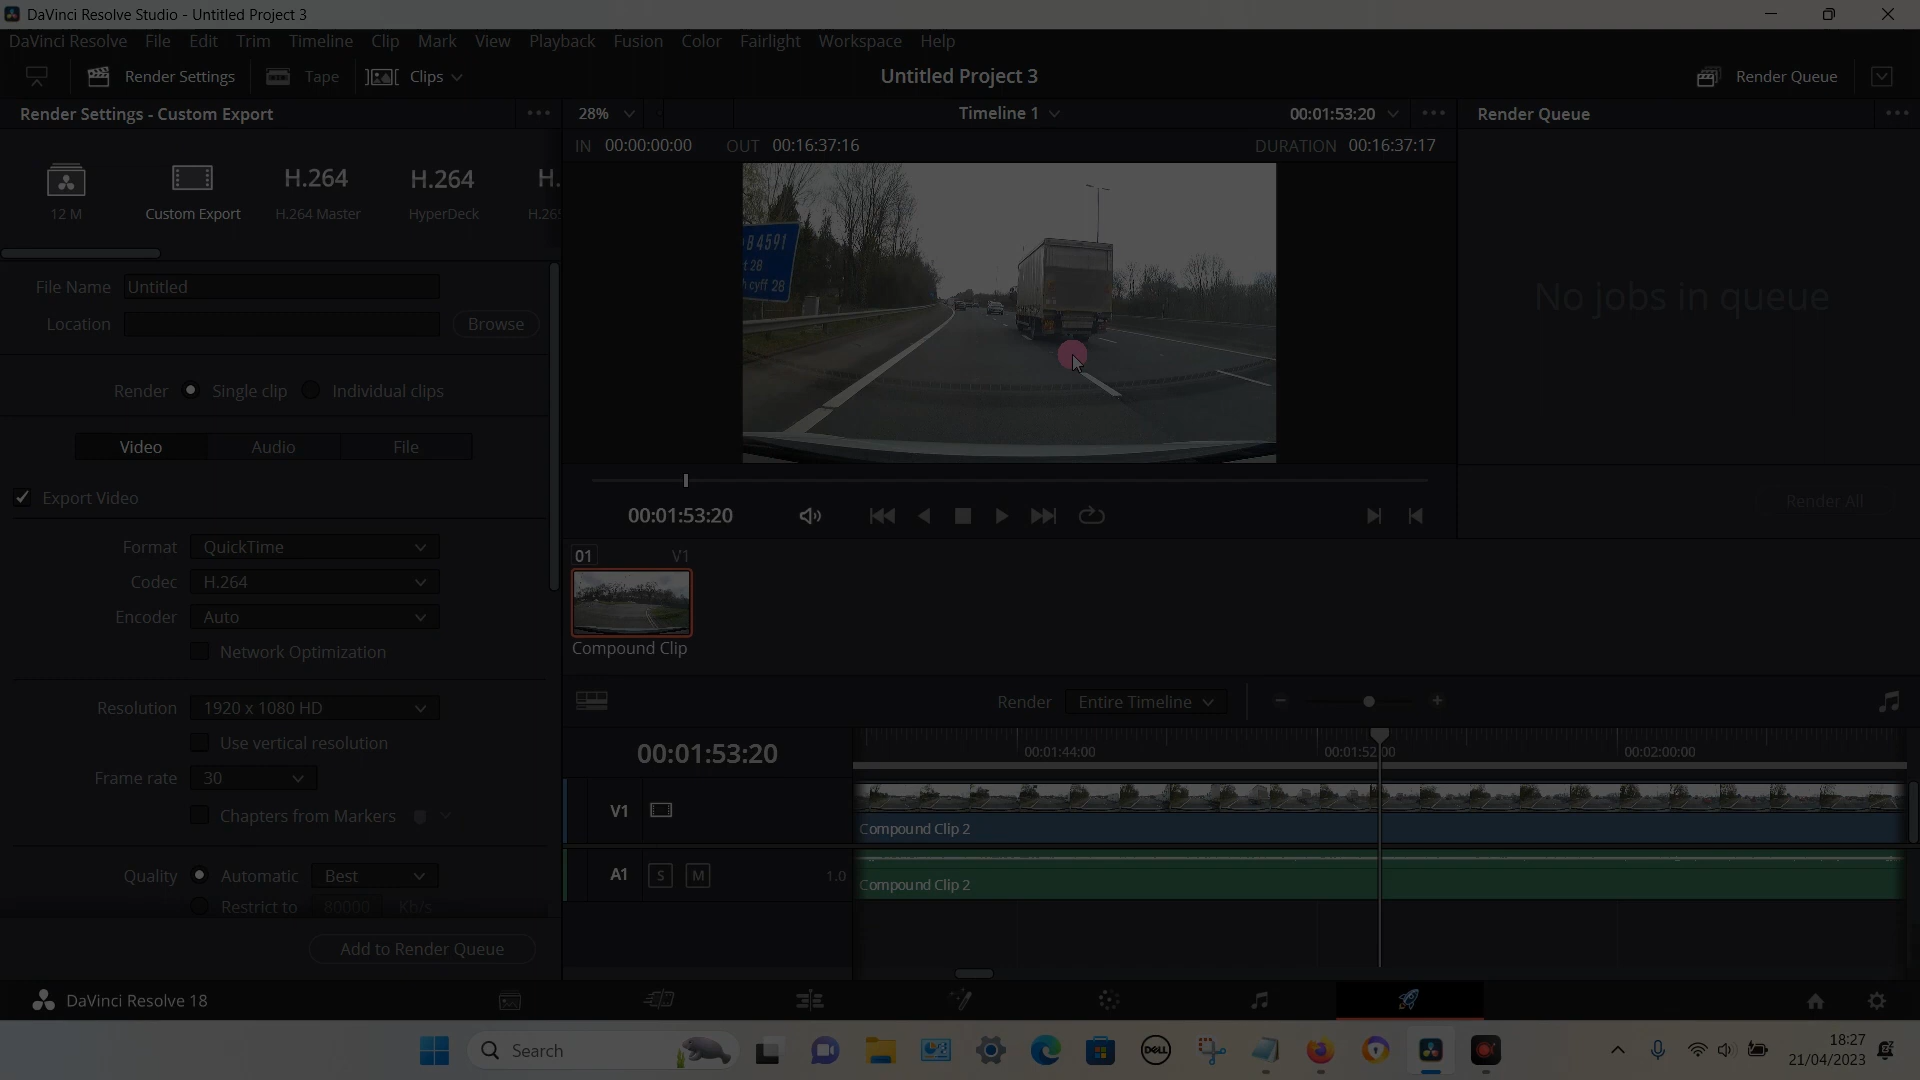 DaVinci Resolve Studio - Untitled Project 3
DaVinci Resolve File Edit Trim Timeline Clip Mark View Playback Fusion Color Fairlight Workspace Help
Render Settings Tape Clips Untitled Project 3 Render Queue
Render Settings - Custom Export 28% Timeline 1 00:01:53:20 Render Queue
IN 00:00:00:00 OUT 00:16:37:16 DURATION 00:16:37:17
H.264 H.264 H.
12 M Custom Export H.264 Master HyperDeck H.26
B 4591
t 28
h cyff 28
File Name Untitled
Location Browse
No jobs in queue
Render Single clip Individual clips
Video Audio File
Export Video
Render All
00:01:53:20
Format QuickTime
01 V1
Codec H.264
Encoder Auto
Network Optimization
Compound Clip
Resolution 1920 x 1080 HD
Render Entire Timeline
Use vertical resolution
00:01:53:20 00:01:44:00 00:01:52:00 00:02:00:00
Frame rate 30
Chapters from Markers
V1
Compound Clip 2
Quality Automatic Best
A1 S M 1.0
Compound Clip 2
Restrict to 80000 Kb/s
Add to Render Queue
DaVinci Resolve 18
Search
DELL
18:27
21/04/2023